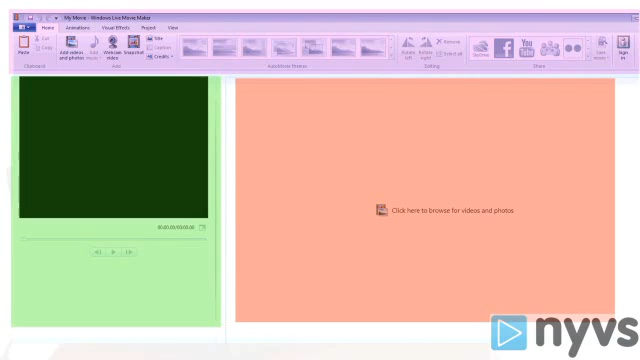 My Movie - Windows Live Movie Maker
Home Animations Visual Effects Project View
Paste
Cut
Copy
Add videos and photos
Add music
Webcam video
Snapshot
Title
Caption
Credits
Rotate left
Rotate right
Remove
Select all
SkyDrive
You Tube
Save movie
Sign in
Clipboard Add AutoMovie themes Editing Share
00:00.00/00:00.00
Click here to browse for videos and photos
nyvs